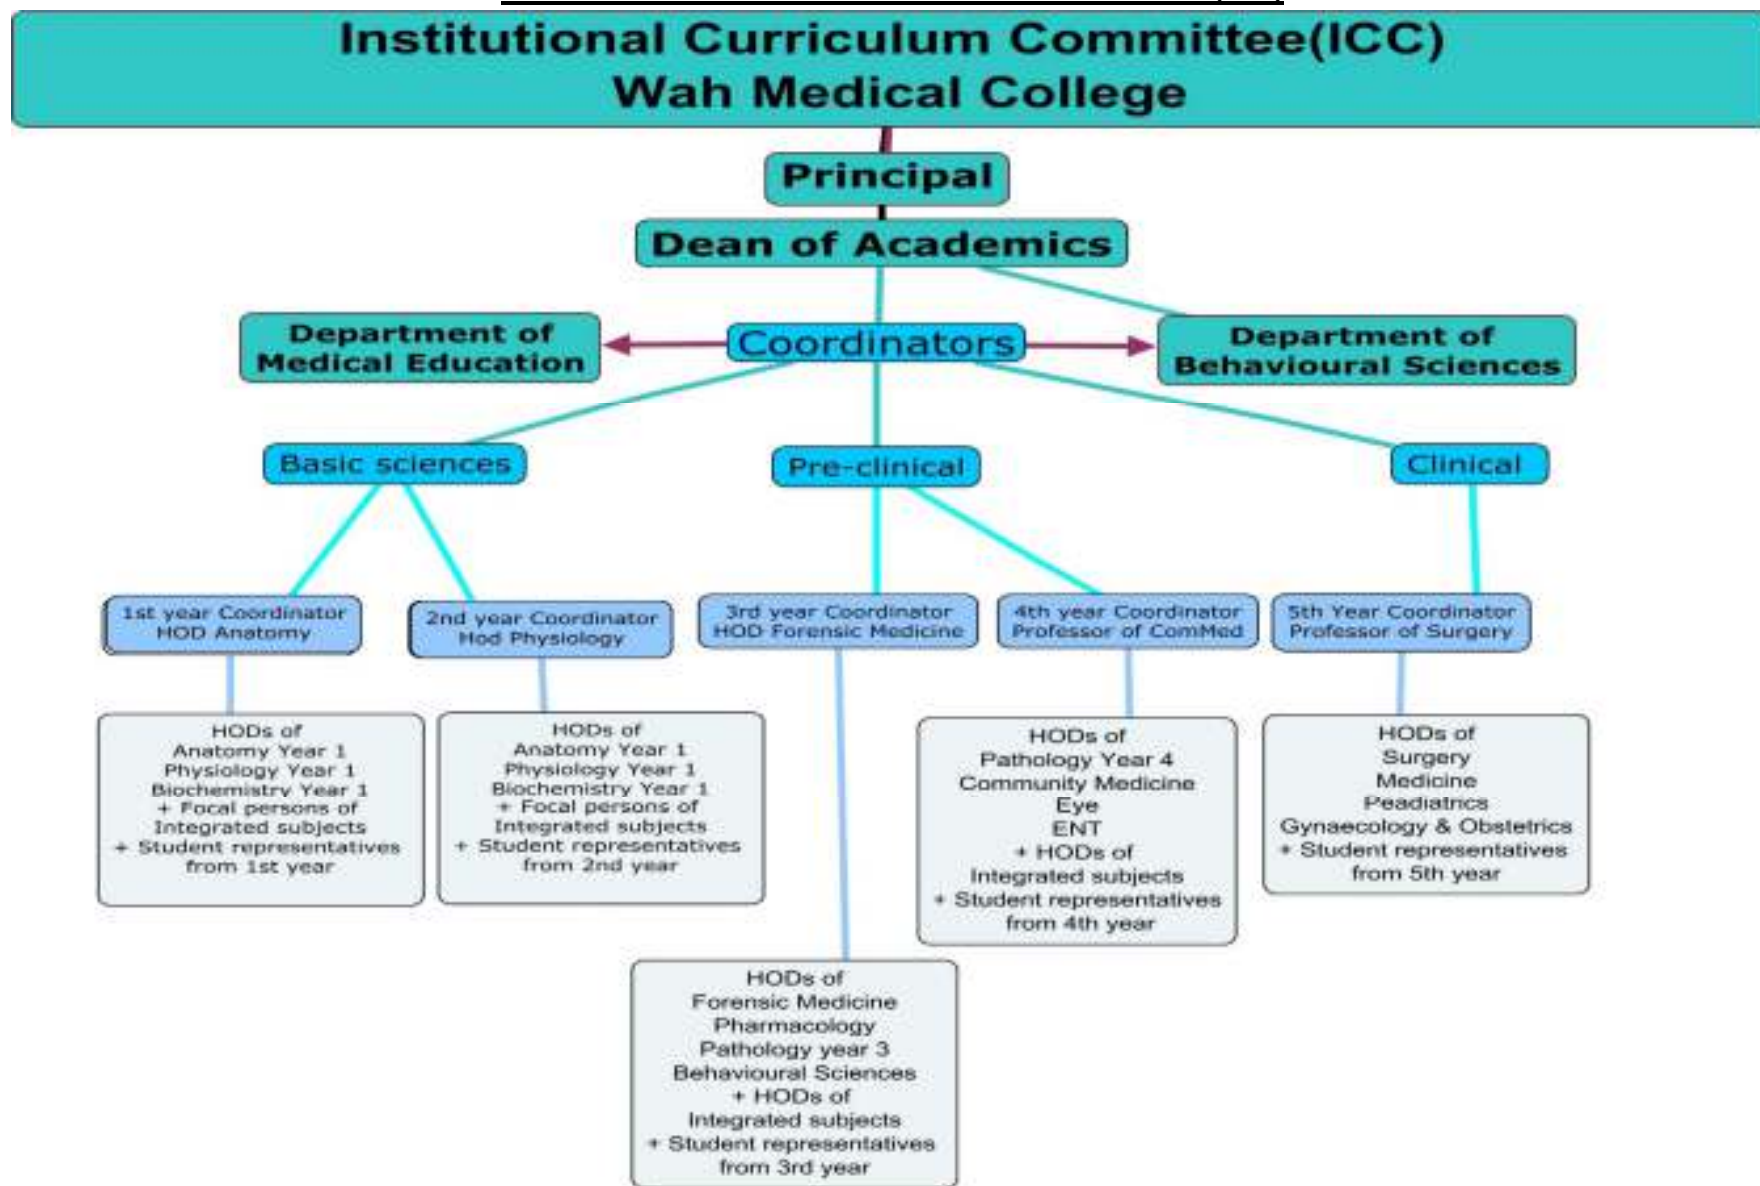 Institutional Curriculum Committee(ICC)
Wah Medical College
Principal
Dean of Academics
Department of
Medical Education
Coordinators
Department of
Behavioural Sciences
Basic sciences
Pre-clinical
Clinical
1st year Coordinator
HOD Anatomy
2nd year Coordinator
Hod Physiology
3rd year Coordinator
HOD Forensic Medicine
4th year Coordinator
Professor of ComMed
5th Year Coordinator
Professor of Surgery
HODs of
Anatomy Year 1
Physiology Year 1
Biochemistry Year 1
+ Focal persons of
Integrated subjects
+ Student representatives
from 1st year
HODs of
Anatomy Year 1
Physiology Year 1
Biochemistry Year 1
+ Focal persons of
Integrated subjects
+ Student representatives
from 2nd year
HODs of
Forensic Medicine
Pharmacology
Pathology year 3
Behavioural Sciences
+ HODs of
Integrated subjects
+ Student representatives
from 3rd year
HODs of
Pathology Year 4
Community Medicine
Eye
ENT
+ HODs of
Integrated subjects
+ Student representatives
from 4th year
HODs of
Surgery
Medicine
Peadiatrics
Gynaecology & Obstetrics
+ Student representatives
from 5th year